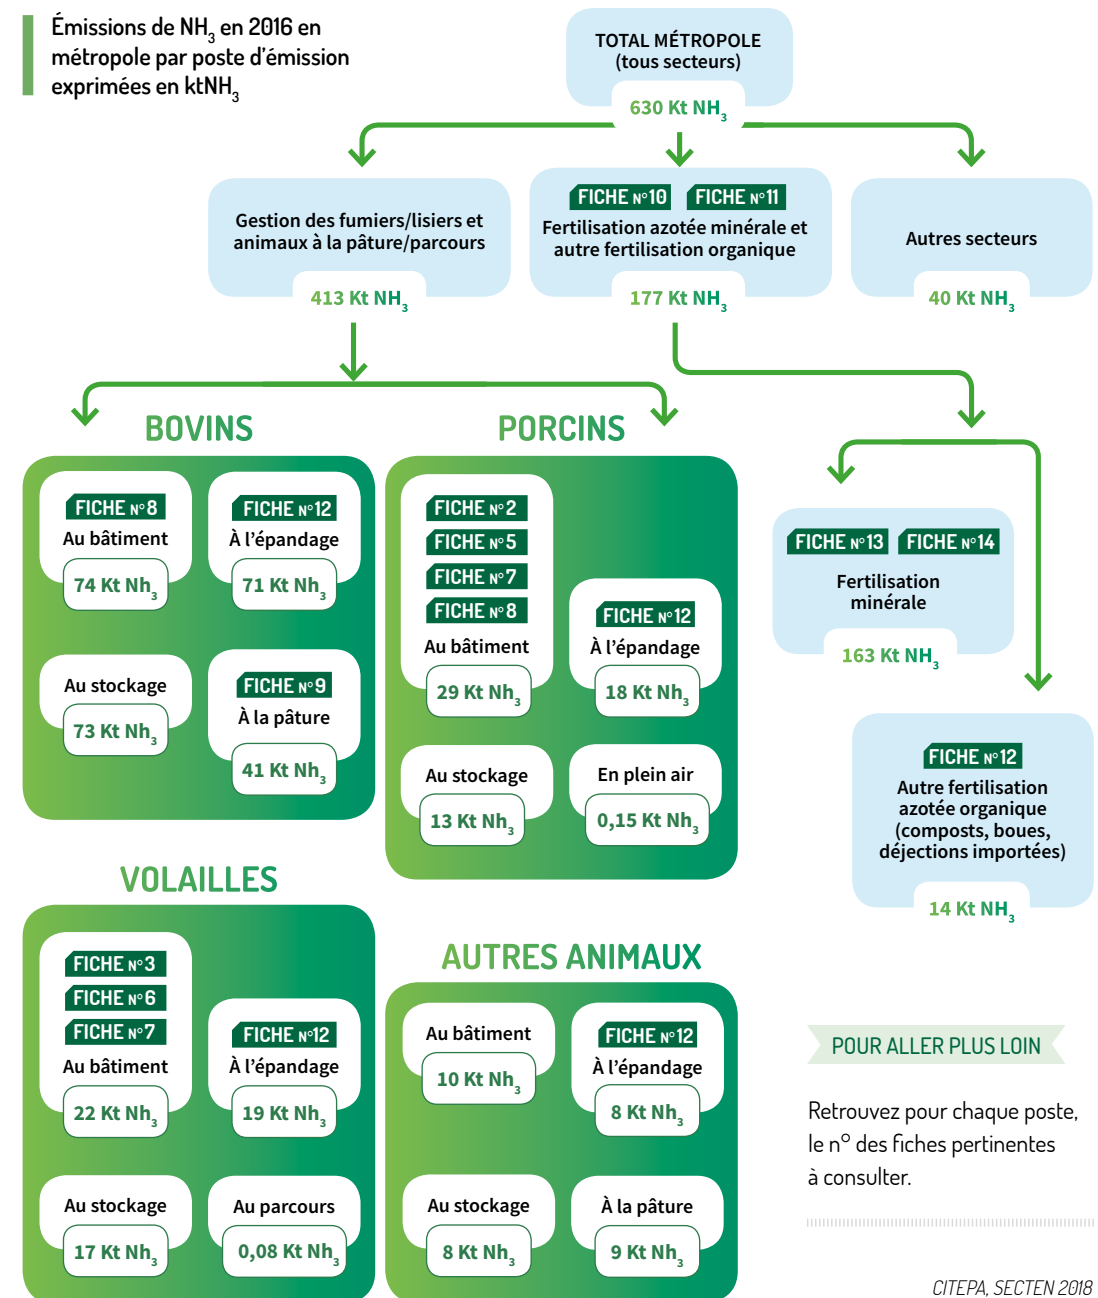 Émissions de NH3 en 2016 en
métropole par poste d'émission
exprimées en ktNH3
TOTAL MÉTROPOLE
(tous secteurs)
630 Kt NH3
Gestion des fumiers/lisiers et
animaux à la pâture/parcours
413 Kt NH3
FICHE N°10 FICHE N°11
Fertilisation azotée minérale et
autre fertilisation organique
177 Kt NH3
Autres secteurs
40 Kt NH3
BOVINS
FICHE N°8
Au bâtiment
74 Kt Nh3
FICHE N°12
À l'épandage
71 Kt Nh3
Au stockage
73 Kt Nh3
FICHE N°9
À la pâture
41 Kt Nh3
PORCINS
FICHE N°2
FICHE N°5
FICHE N°7
FICHE N°8
Au bâtiment
29 Kt Nh3
FICHE N°12
À l'épandage
18 Kt Nh3
Au stockage
13 Kt Nh3
En plein air
0,15 Kt Nh3
FICHE N°13 FICHE N°14
Fertilisation
minérale
163 Kt NH3
FICHE N°12
Autre fertilisation
azotée organique
(composts, boues,
déjections importées)
14 Kt NH3
VOLAILLES
FICHE N°3
FICHE N°6
FICHE N°7
Au bâtiment
22 Kt Nh3
FICHE N°12
À l'épandage
19 Kt Nh3
Au stockage
17 Kt Nh3
Au parcours
0,08 Kt Nh3
AUTRES ANIMAUX
Au bâtiment
10 Kt Nh3
FICHE N°12
À l'épandage
8 Kt Nh3
Au stockage
8 Kt Nh3
À la pâture
9 Kt Nh3
POUR ALLER PLUS LOIN
Retrouvez pour chaque poste,
le n° des fiches pertinentes
à consulter.
CITEPA, SECTEN 2018